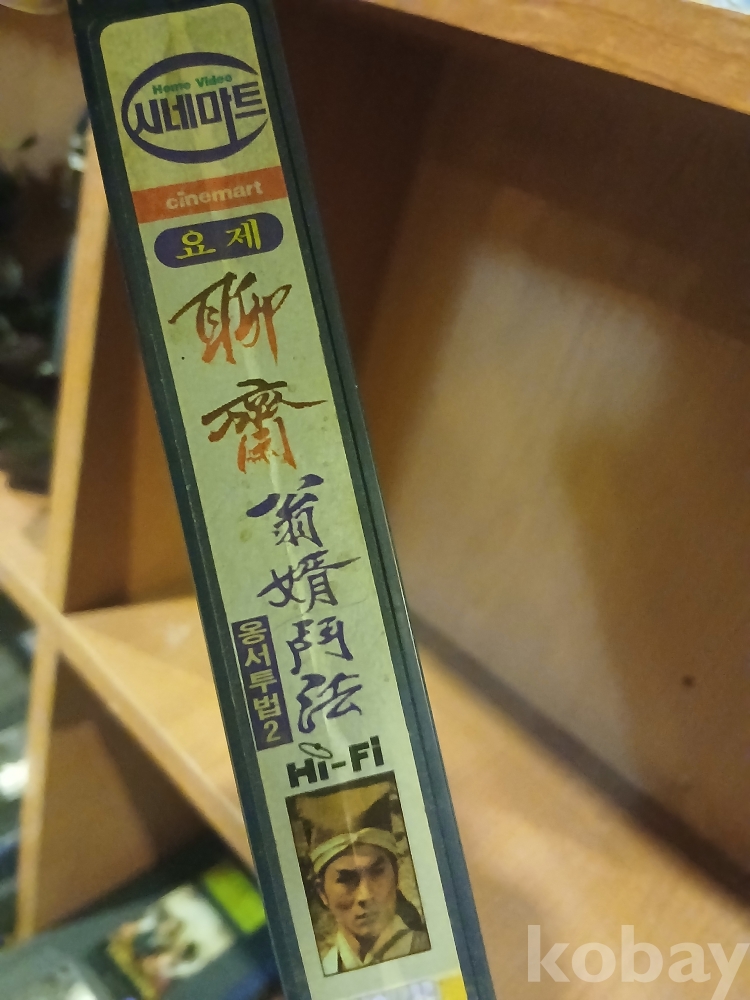 Home Video
시네마트
cinemart
요제
聊齋
翁婿鬥法
옹서투법2
Hi-Fi
kobay